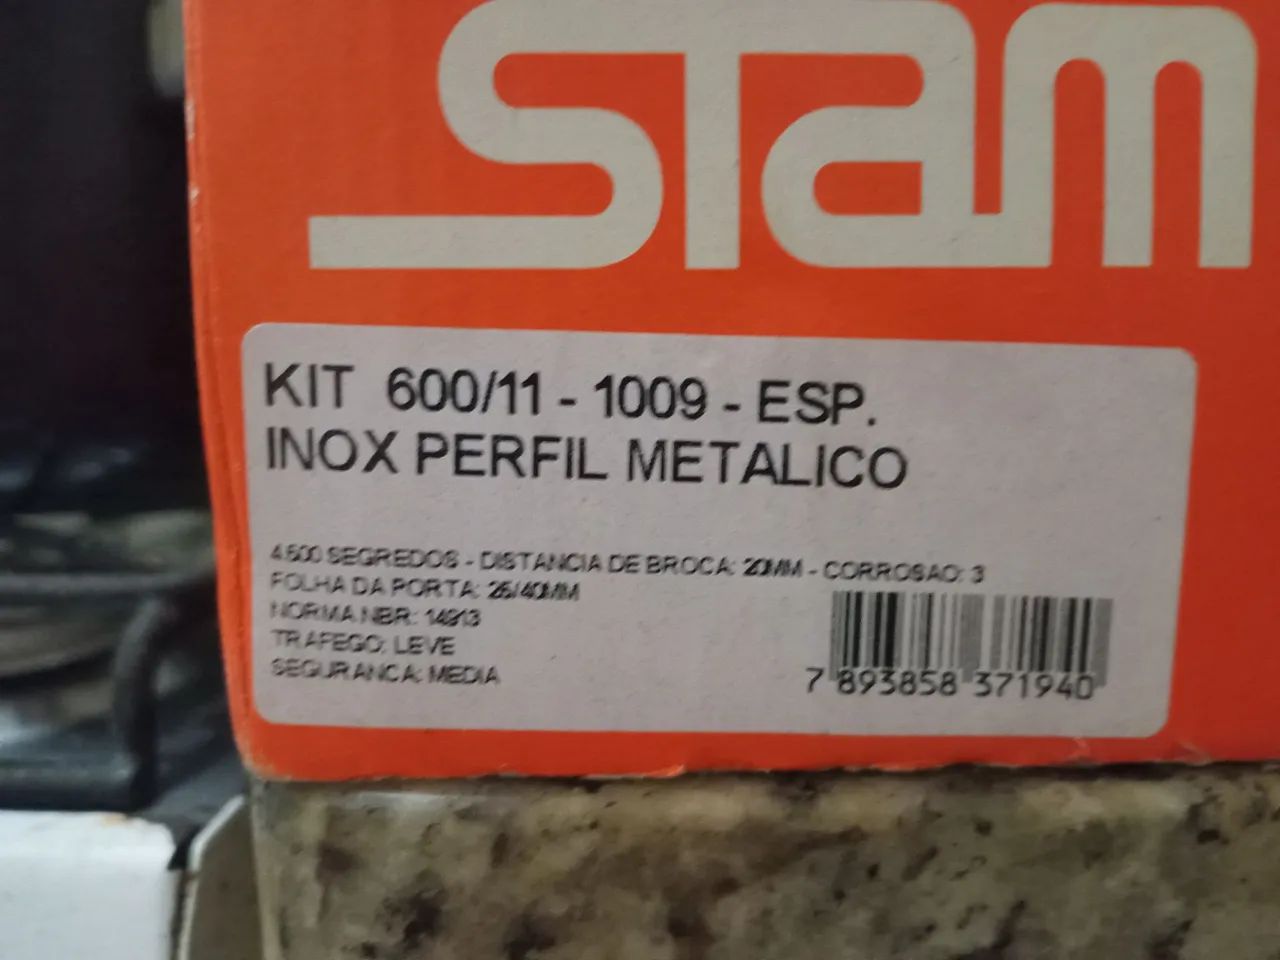 STAM
KIT 600/11 - 1009 - ESP.
INOX PERFIL METALICO
4.500 SEGREDOS - DISTANCIA DE BROCA: 20MM - CORROSAO: 3
FOLHA DA PORTA: 25/40MM
NORMA NBR: 14913
TRAFEGO: LEVE
SEGURANCA: MEDIA
7 893858 371940